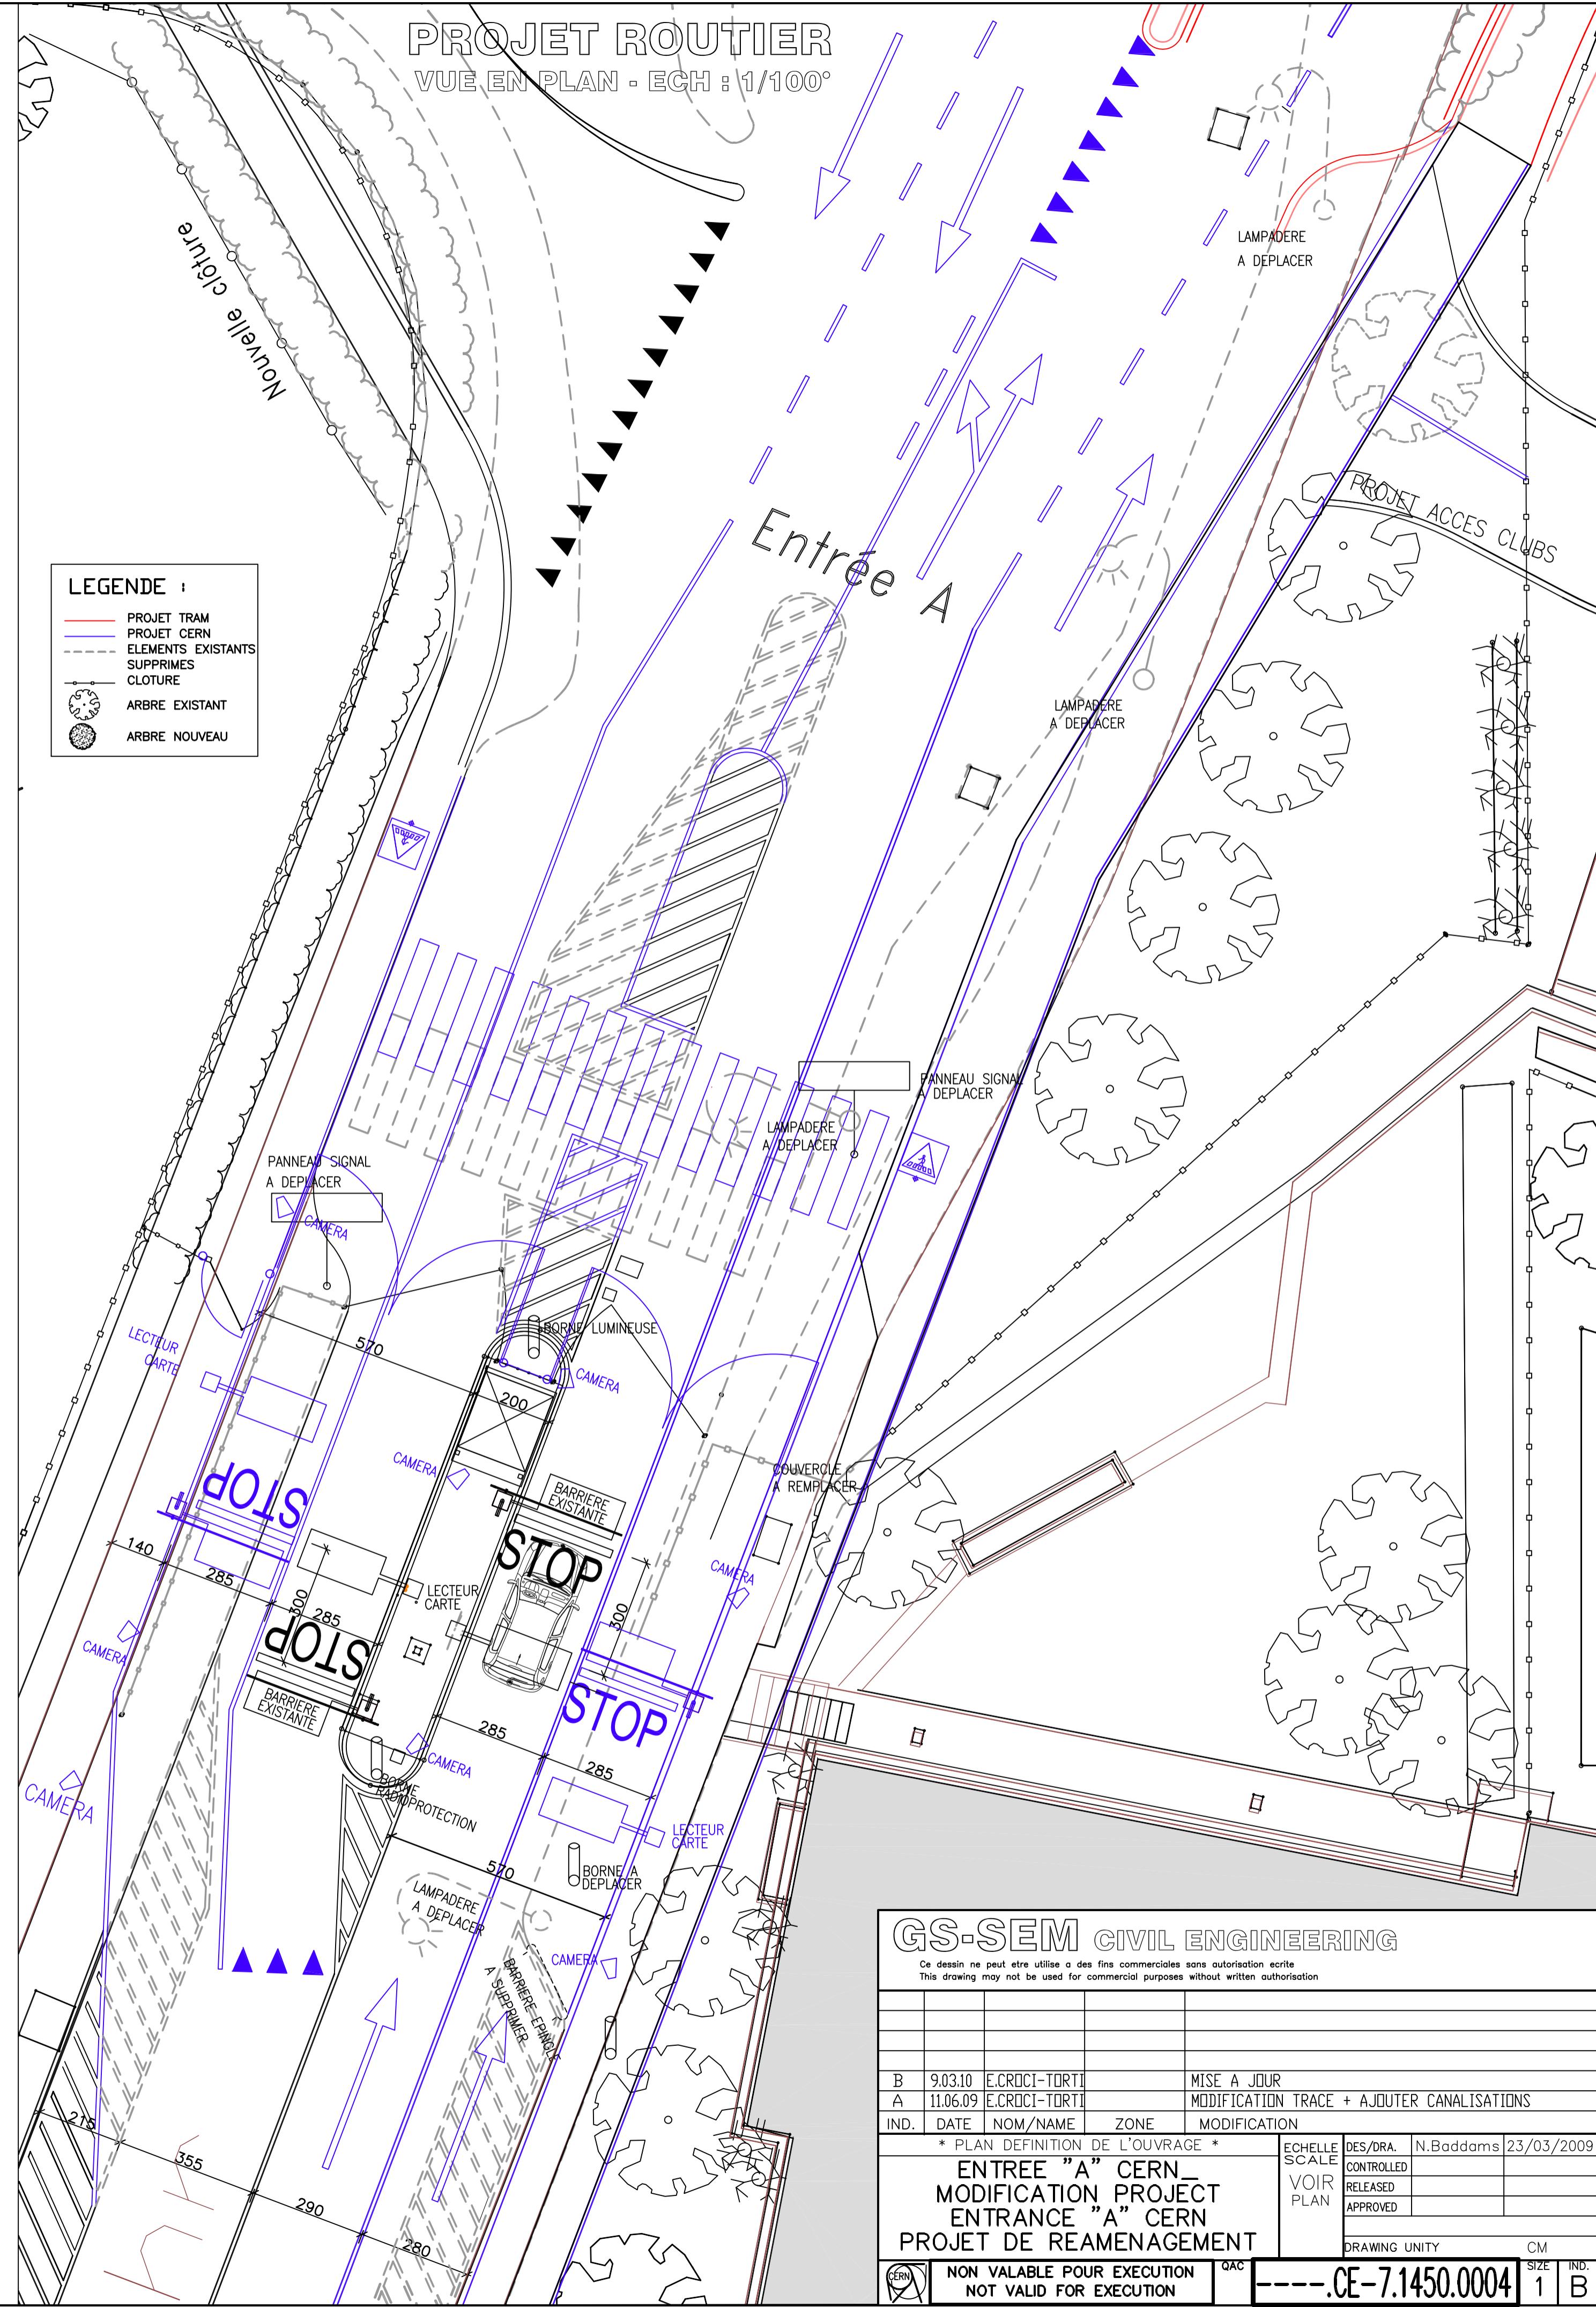 PROJET ROUTIER
VUE EN PLAN - ECH : 1/100°
Nouvelle clôture
LAMPADERE
A DEPLACER
PROJET ACCES CLUBS
Entrée A
LEGENDE :
PROJET TRAM
PROJET CERN
ELEMENTS EXISTANTS
SUPPRIMES
CLOTURE
ARBRE EXISTANT
ARBRE NOUVEAU
LAMPADERE
A DEPLACER
PANNEAU SIGNAL
A DEPLACER
LAMPADERE
A DEPLACER
PANNEAU SIGNAL
A DEPLACER
CAMERA
LECTEUR
CARTE
570
BORNE LUMINEUSE
CAMERA
200
CAMERA
BARRIERE
EXISTANTE
COUVERCLE
A REMPLACER
STOP
STOP
140
285
300
285
LECTEUR
CARTE
300
CAMERA
STOP
CAMERA
BARRIERE
EXISTANTE
STOP
285
285
CAMERA
CAMERA
BORNE
RADIOPROTECTION
LECTEUR
CARTE
570
BORNE A
DEPLACER
LAMPADERE
A DEPLACER
CAMERA
BARRIERE EPINGLE
A SUPPRIMER
215
355
290
280
GS-SEM CIVIL ENGINEERING
Ce dessin ne peut etre utilise a des fins commerciales sans autorisation ecrite
This drawing may not be used for commercial purposes without written authorisation
B 9.03.10 E.CROCI-TORTI MISE A JOUR
A 11.06.09 E.CROCI-TORTI MODIFICATION TRACE + AJOUTER CANALISATIONS
IND. DATE NOM/NAME ZONE MODIFICATION
* PLAN DEFINITION DE L'OUVRAGE *
ENTREE "A" CERN_
MODIFICATION PROJECT
ENTRANCE "A" CERN
PROJET DE REAMENAGEMENT
ECHELLE
SCALE
VOIR
PLAN
DES/DRA. N.Baddams 23/03/2009
CONTROLLED
RELEASED
APPROVED
DRAWING UNITY CM
CERN
NON VALABLE POUR EXECUTION
NOT VALID FOR EXECUTION
QAC
----.CE-7.1450.0004
SIZE
1
IND.
B